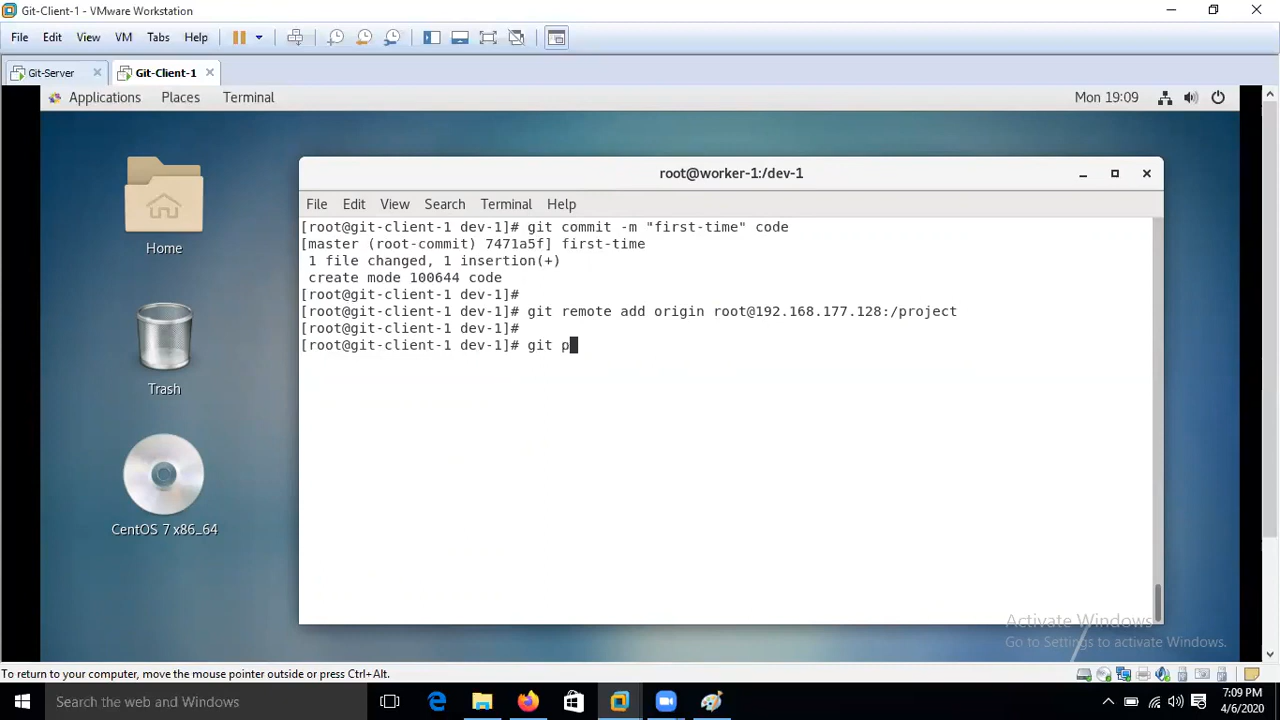 Git-Client-1 - VMware Workstation
File Edit View VM Tabs Help
Git-Server Git-Client-1
Applications Places Terminal Mon 19:09
root@worker-1:/dev-1
File Edit View Search Terminal Help
[root@git-client-1 dev-1]# git commit -m "first-time" code
[master (root-commit) 7471a5f] first-time
1 file changed, 1 insertion(+)
create mode 100644 code
[root@git-client-1 dev-1]#
[root@git-client-1 dev-1]# git remote add origin root@192.168.177.128:/project
[root@git-client-1 dev-1]#
[root@git-client-1 dev-1]# git p
Home
Trash
CentOS 7 x86_64
Activate Windows
Go to Settings to activate Windows.
To return to your computer, move the mouse pointer outside or press Ctrl+Alt.
Search the web and Windows
7:09 PM
4/6/2020